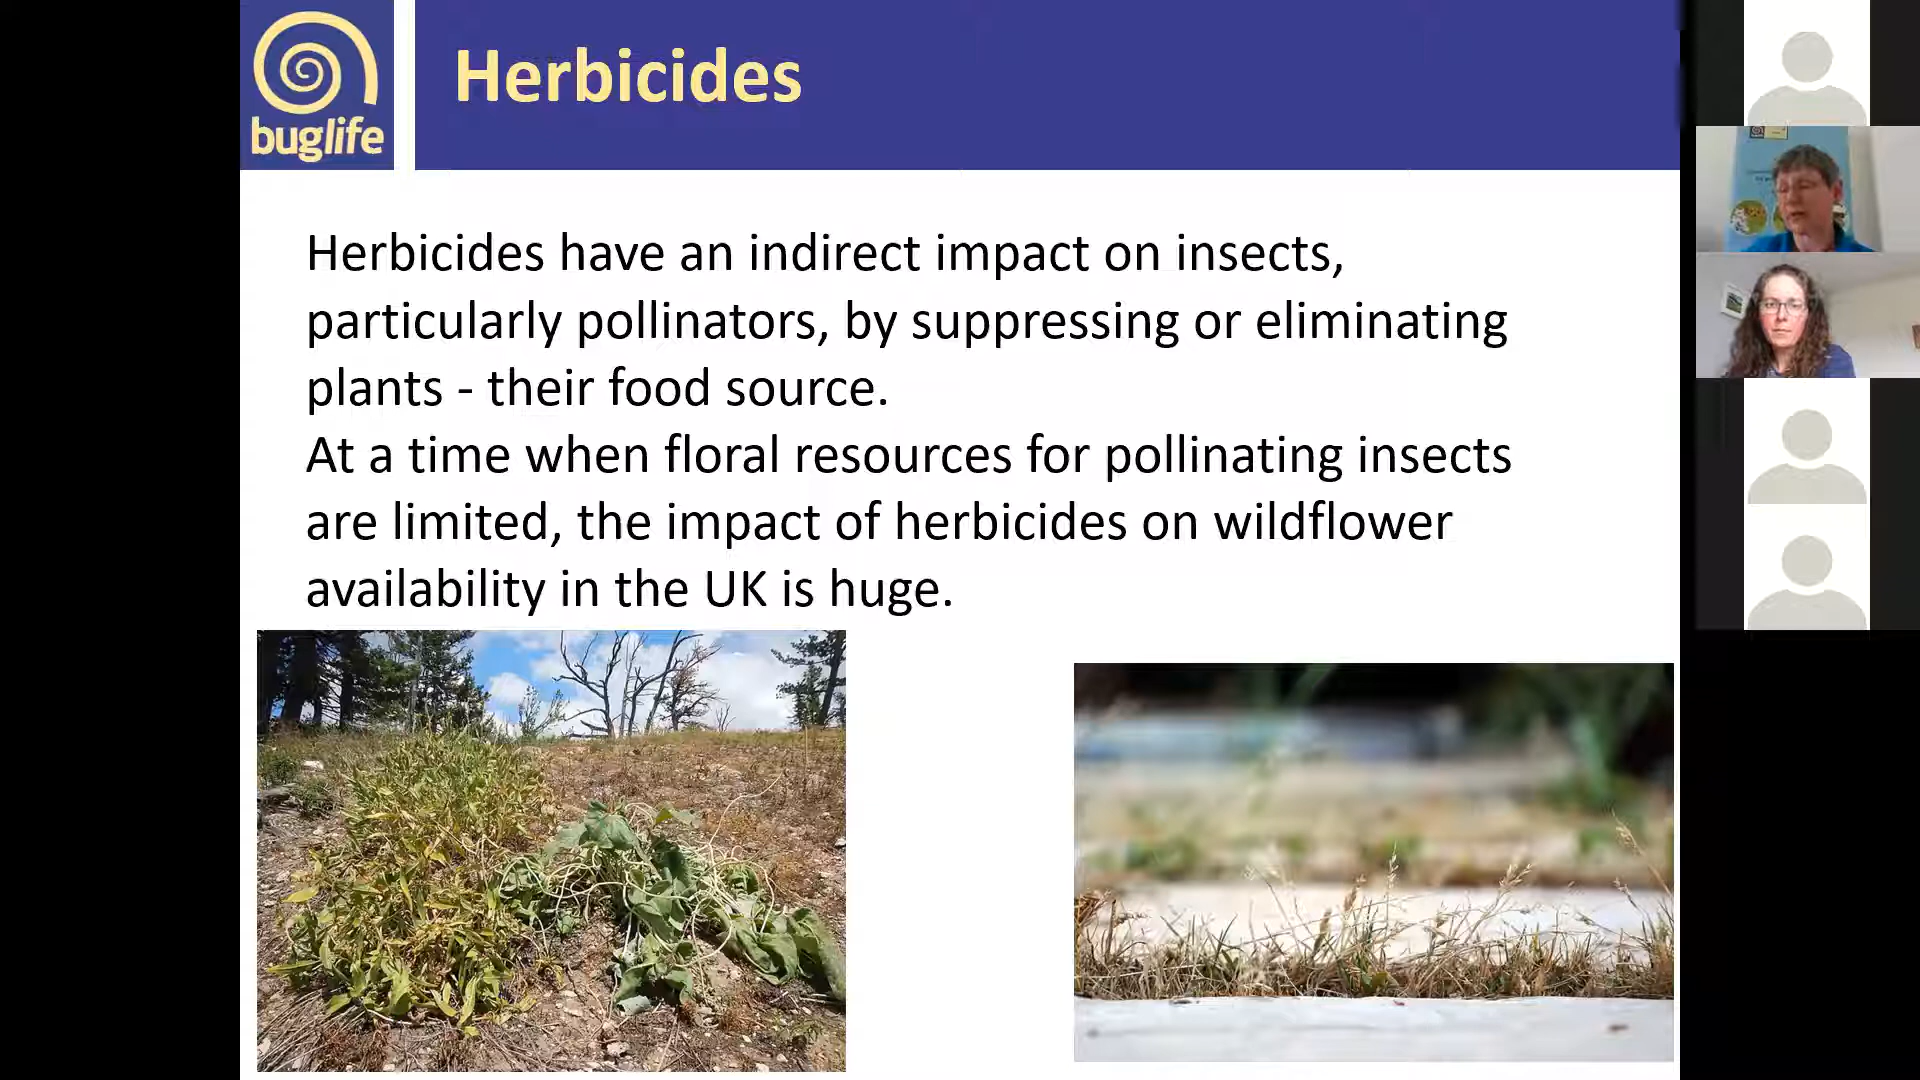 buglife
Herbicides
Herbicides have an indirect impact on insects,
particularly pollinators, by suppressing or eliminating
plants - their food source.
At a time when floral resources for pollinating insects
are limited, the impact of herbicides on wildflower
availability in the UK is huge.